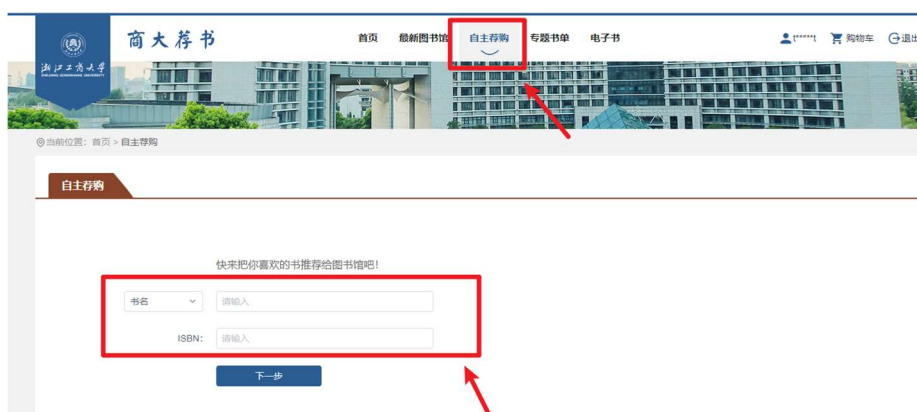 商大荐书
首页 最新图书馆 自主荐购 专题书单 电子书
t*****t 购物车 退出
浙江工商大学
ZHEJIANG GONGSHANG UNIVERSITY
当前位置：首页 > 自主荐购
自主荐购
快来把你喜欢的书推荐给图书馆吧!
书名 请输入
ISBN: 请输入
下一步